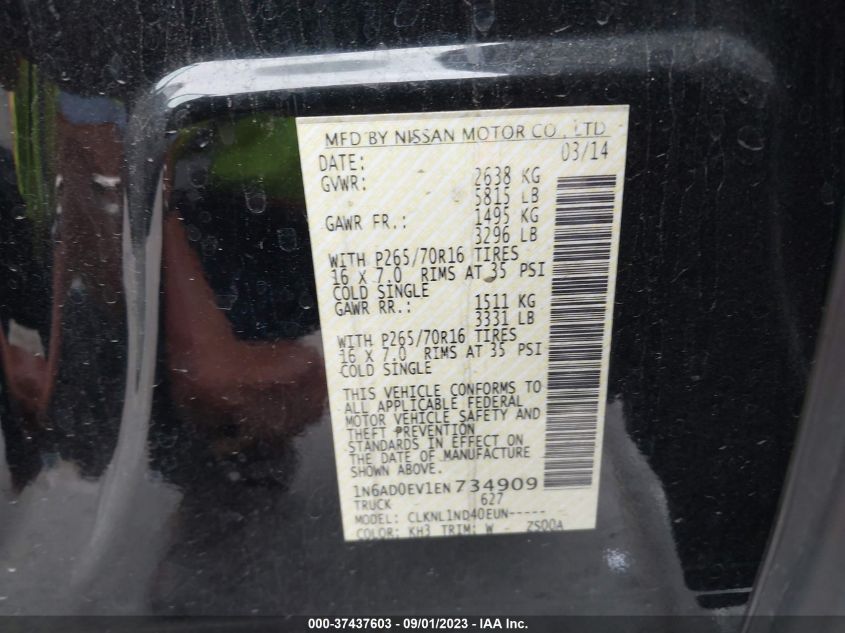 MFD BY NISSAN MOTOR CO., LTD
DATE: 03/14
GVWR: 2638 KG
5815 LB
GAWR FR.: 1495 KG
3296 LB
WITH P265/70R16 TIRES
16 X 7.0 RIMS AT 35 PSI
COLD SINGLE
GAWR RR.: 1511 KG
3331 LB
WITH P265/70R16 TIRES
16 X 7.0 RIMS AT 35 PSI
COLD SINGLE
THIS VEHICLE CONFORMS TO
ALL APPLICABLE FEDERAL
MOTOR VEHICLE SAFETY AND
THEFT PREVENTION
STANDARDS IN EFFECT ON
THE DATE OF MANUFACTURE
SHOWN ABOVE.
1N6AD0EV1EN734909
TRUCK 627
MODEL: CLKNL1ND40EUN-----
COLOR: KH3 TRIM: W - ZS00A
000-37437603 - 09/01/2023 - IAA Inc.